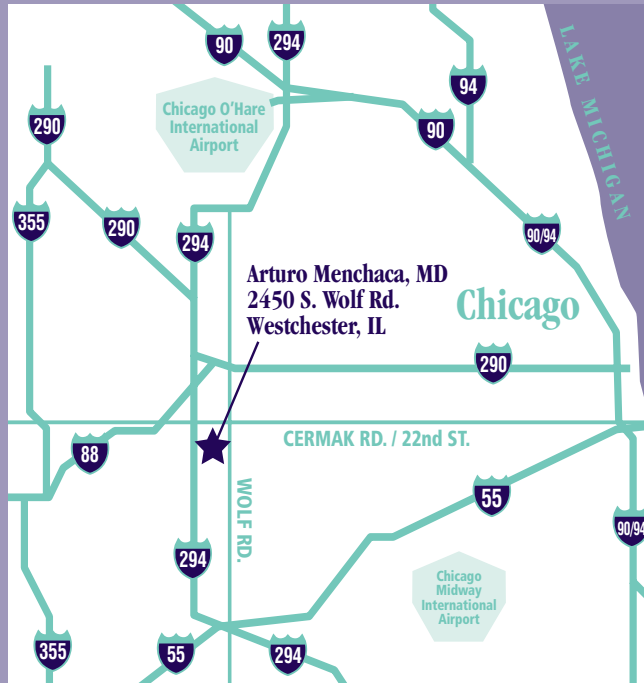 90
294
94
LAKE MICHIGAN
Chicago O'Hare
International
Airport
290
90
355
290
294
90/94
Arturo Menchaca, MD
2450 S. Wolf Rd.
Westchester, IL
Chicago
290
CERMAK RD. / 22nd ST.
88
WOLF RD.
55
90/94
294
Chicago
Midway
International
Airport
355
55
294